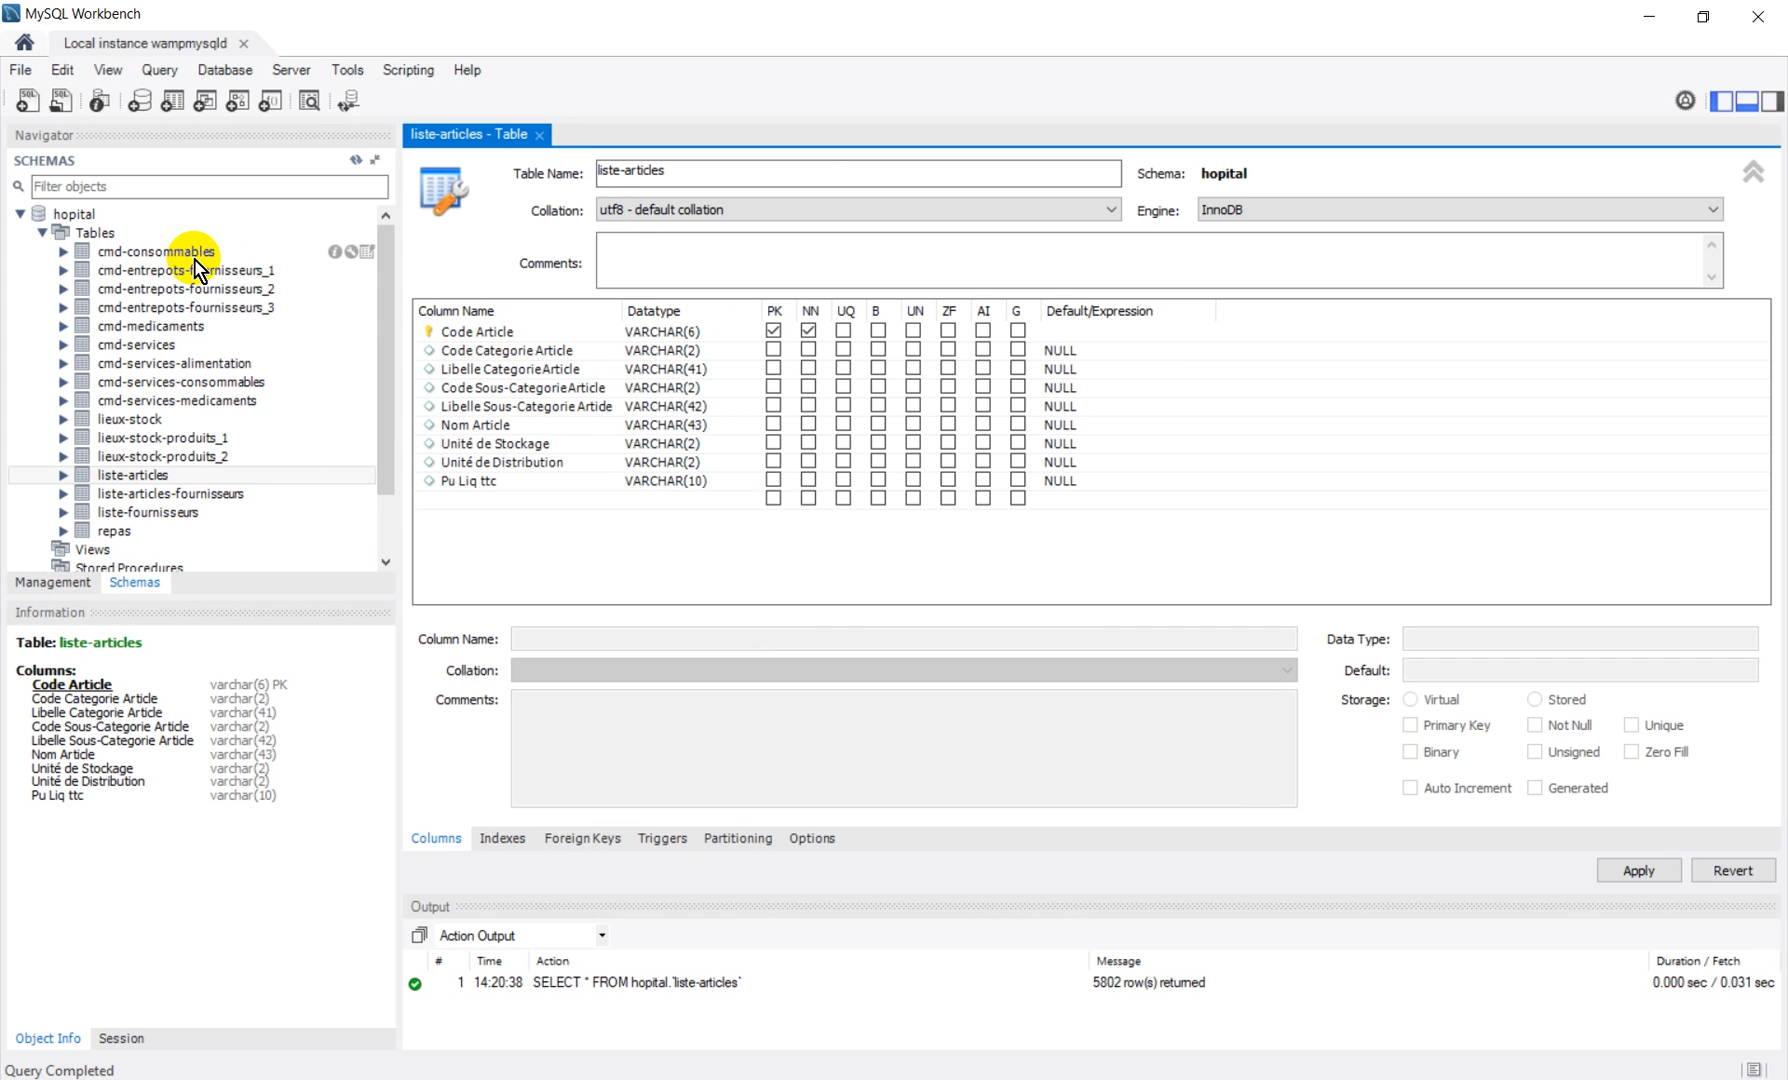 MySQL Workbench
Local instance wampmysqld
File Edit View Query Database Server Tools Scripting Help
Navigator
SCHEMAS
Filter objects
hopital
Tables
cmd-consommables
cmd-entrepots-fournisseurs_1
cmd-entrepots-fournisseurs_2
cmd-entrepots-fournisseurs_3
cmd-medicaments
cmd-services
cmd-services-alimentation
cmd-services-consommables
cmd-services-medicaments
lieux-stock
lieux-stock-produits_1
lieux-stock-produits_2
liste-articles
liste-articles-fournisseurs
liste-fournisseurs
repas
Views
Stored Procedures
Management Schemas
Information
Table: liste-articles
Columns:
Code Article varchar(6) PK
Code Categorie Article varchar(2)
Libelle Categorie Article varchar(41)
Code Sous-Categorie Article varchar(2)
Libelle Sous-Categorie Article varchar(42)
Nom Article varchar(43)
Unité de Stockage varchar(2)
Unité de Distribution varchar(2)
Pu Liq ttc varchar(10)
Object Info Session
Query Completed
liste-articles - Table
Table Name: liste-articles Schema: hopital
Collation: utf8 - default collation Engine: InnoDB
Comments:
Column Name Datatype PK NN UQ B UN ZF AI G Default/Expression
Code Article VARCHAR(6)
Code Categorie Article VARCHAR(2) NULL
Libelle Categorie Article VARCHAR(41) NULL
Code Sous-Categorie Article VARCHAR(2) NULL
Libelle Sous-Categorie Article VARCHAR(42) NULL
Nom Article VARCHAR(43) NULL
Unité de Stockage VARCHAR(2) NULL
Unité de Distribution VARCHAR(2) NULL
Pu Liq ttc VARCHAR(10) NULL
Column Name: Data Type:
Collation: Default:
Comments: Storage: Virtual Stored
Primary Key Not Null Unique
Binary Unsigned Zero Fill
Auto Increment Generated
Columns Indexes Foreign Keys Triggers Partitioning Options
Apply Revert
Output
Action Output
# Time Action Message Duration / Fetch
1 14:20:38 SELECT * FROM hopital.`liste-articles` 5802 row(s) returned 0.000 sec / 0.031 sec